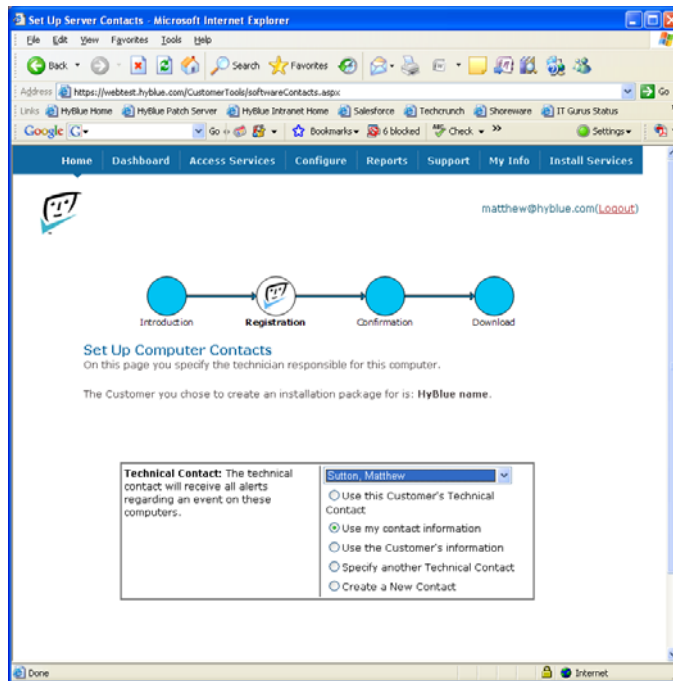 Set Up Server Contacts - Microsoft Internet Explorer
File Edit View Favorites Tools Help
Back Search Favorites
Address https://webtest.hyblue.com/CustomerTools/softwareContacts.aspx Go
Links HyBlue Home HyBlue Patch Server HyBlue Intranet Home Salesforce Techcrunch Shoreware IT Gurus Status
Google G Go Bookmarks 6 blocked Check » Settings
Home Dashboard Access Services Configure Reports Support My Info Install Services
matthew@hyblue.com(Logout)
Introduction Registration Confirmation Download
Set Up Computer Contacts
On this page you specify the technician responsible for this computer.
The Customer you chose to create an installation package for is: HyBlue name.
Technical Contact: The technical
contact will receive all alerts
regarding an event on these
computers.
Sutton, Matthew
Use this Customer's Technical
Contact
Use my contact information
Use the Customer's information
Specify another Technical Contact
Create a New Contact
Done Internet